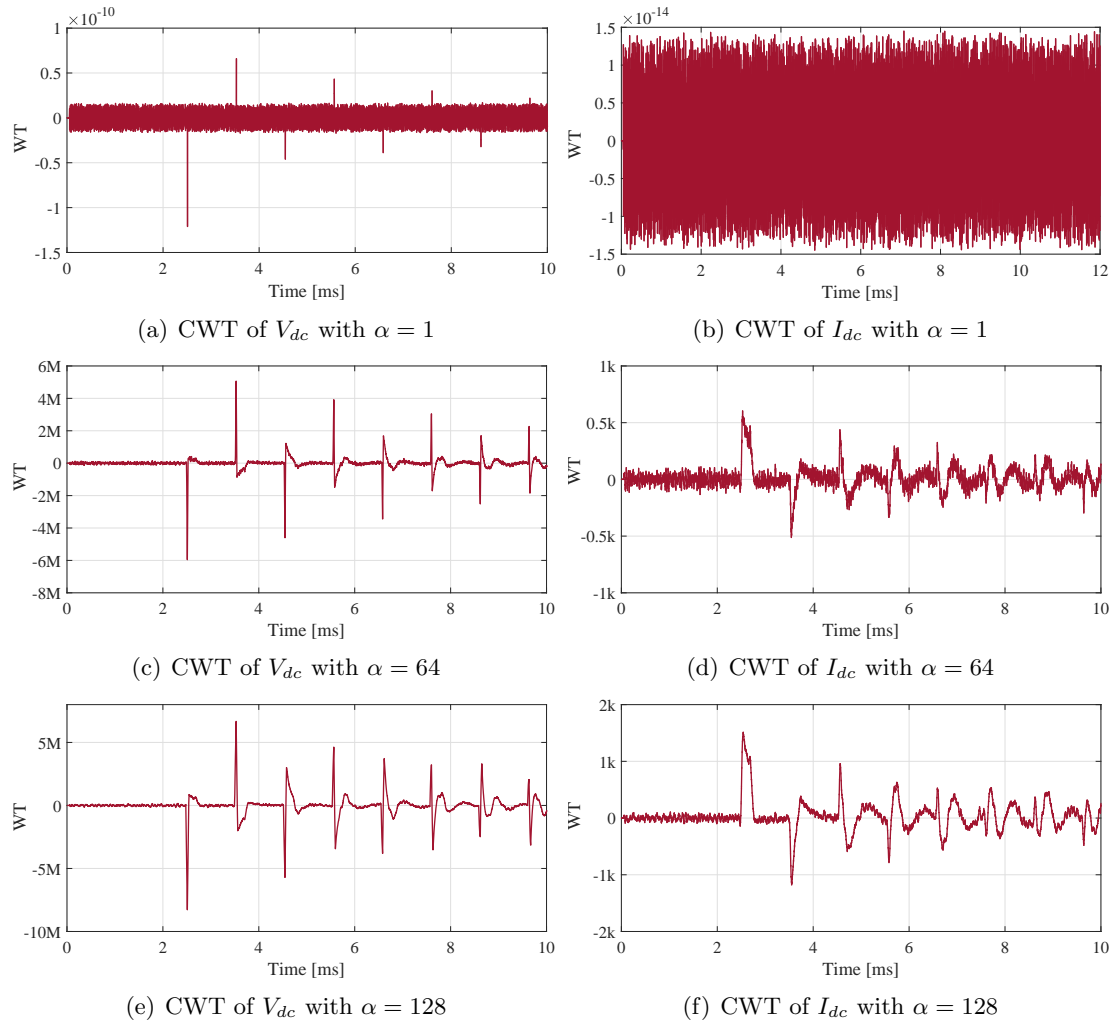 ×10⁻¹⁰
1
0.5
0
-0.5
-1
-1.5
WT
0 2 4 6 8 10
Time [ms]
(a) CWT of V_dc with α = 1
×10⁻¹⁴
1.5
1
0.5
0
-0.5
-1
-1.5
WT
0 2 4 6 8 10 12
Time [ms]
(b) CWT of I_dc with α = 1
6M
4M
2M
0
-2M
-4M
-6M
-8M
WT
0 2 4 6 8 10
Time [ms]
(c) CWT of V_dc with α = 64
1k
0.5k
0
-0.5k
-1k
WT
0 2 4 6 8 10
Time [ms]
(d) CWT of I_dc with α = 64
5M
0
-5M
-10M
WT
0 2 4 6 8 10
Time [ms]
(e) CWT of V_dc with α = 128
2k
1k
0
-1k
-2k
WT
0 2 4 6 8 10
Time [ms]
(f) CWT of I_dc with α = 128